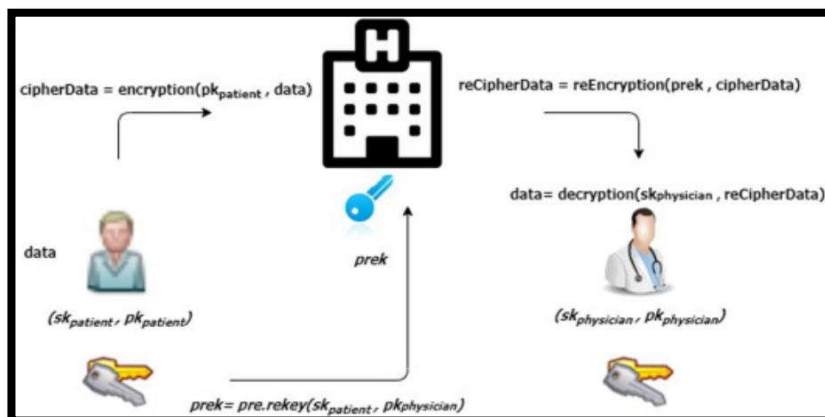 H
cipherData = encryption(pkpatient , data)
reCipherData = reEncryption(prek , cipherData)
data= decryption(skphysician , reCipherData)
data
prek
(skpatient, pkpatient)
(skphysician, pkphysician)
prek= pre.rekey(skpatient, pkphysician)